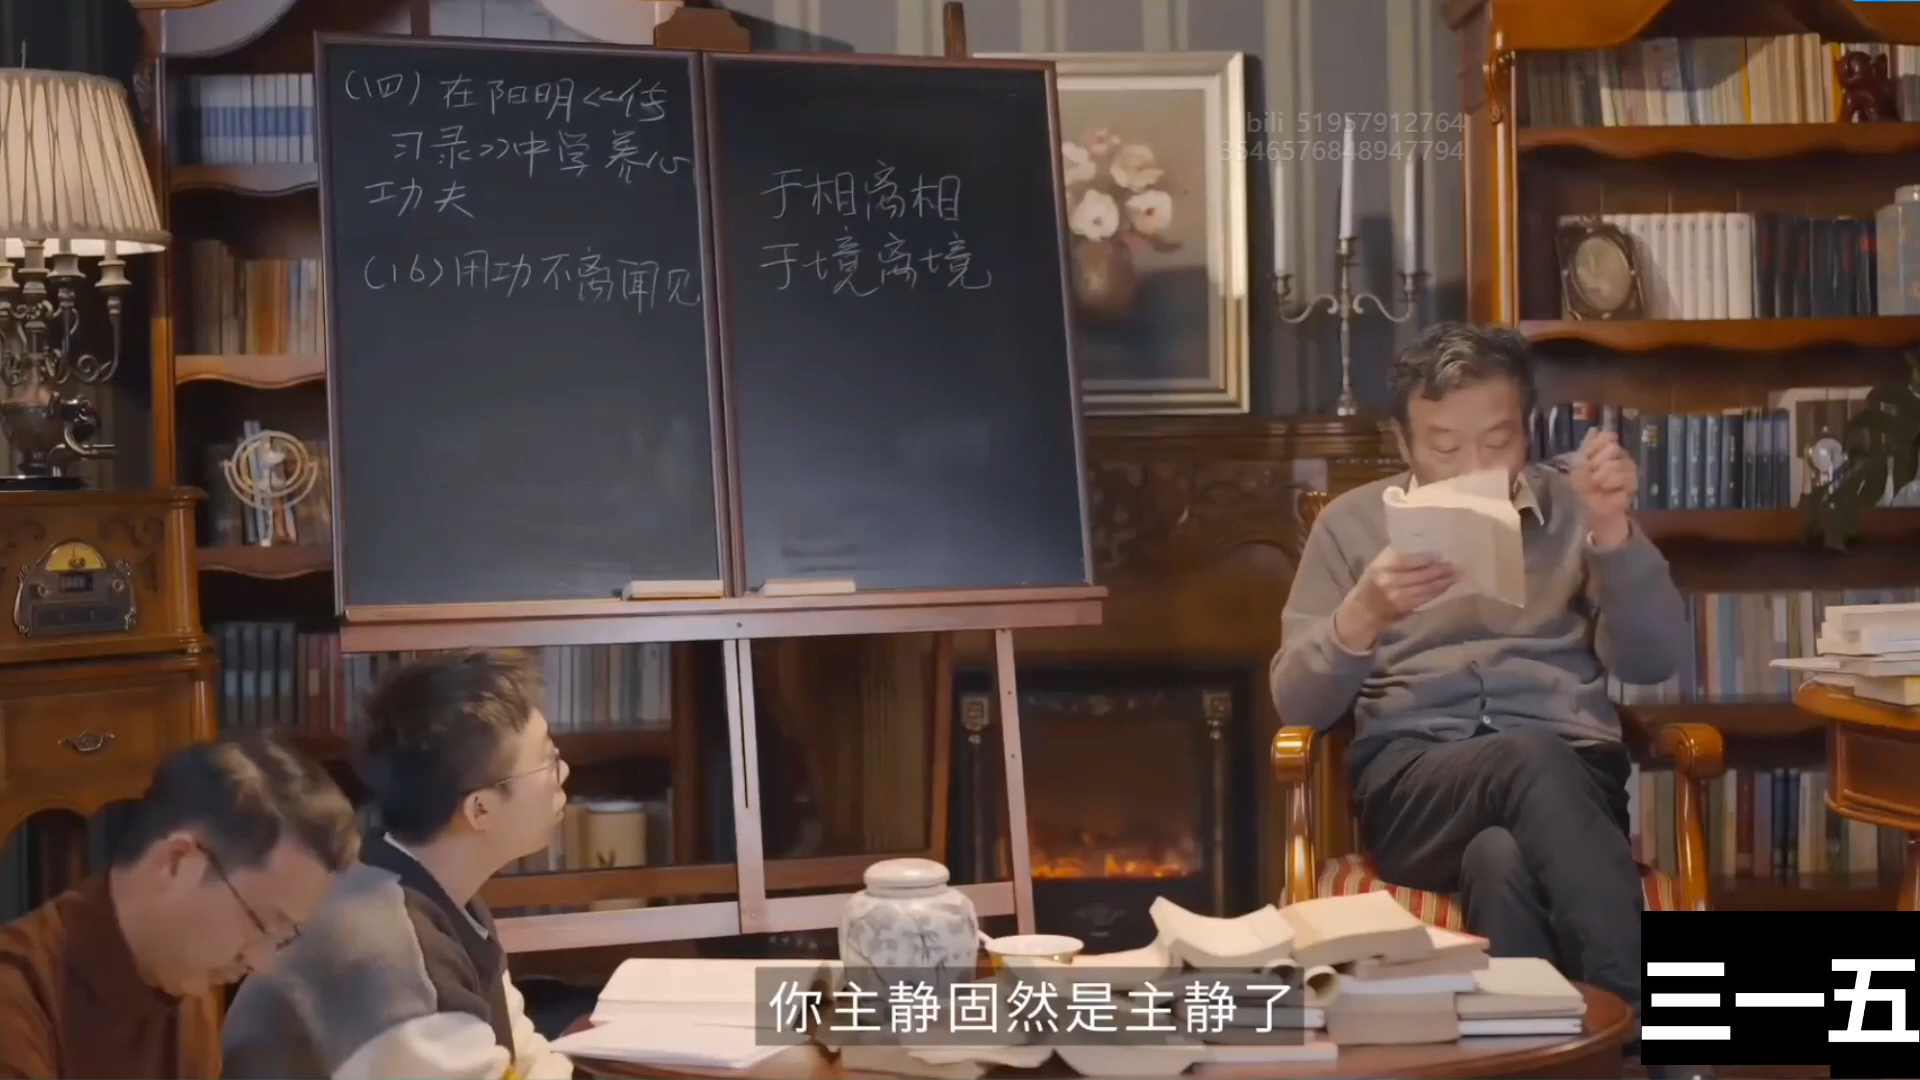 (四)在阳明《传
习录》中学养心
工夫
(16)用功不离闻见
于相离相
于境离境
bili 51957912764
3546576848947794
你主静固然是主静了
三一五